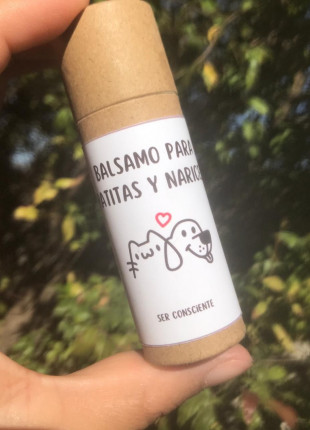 BALSAMO PARA
ATITAS Y NARIC
SER CONSCIENTE